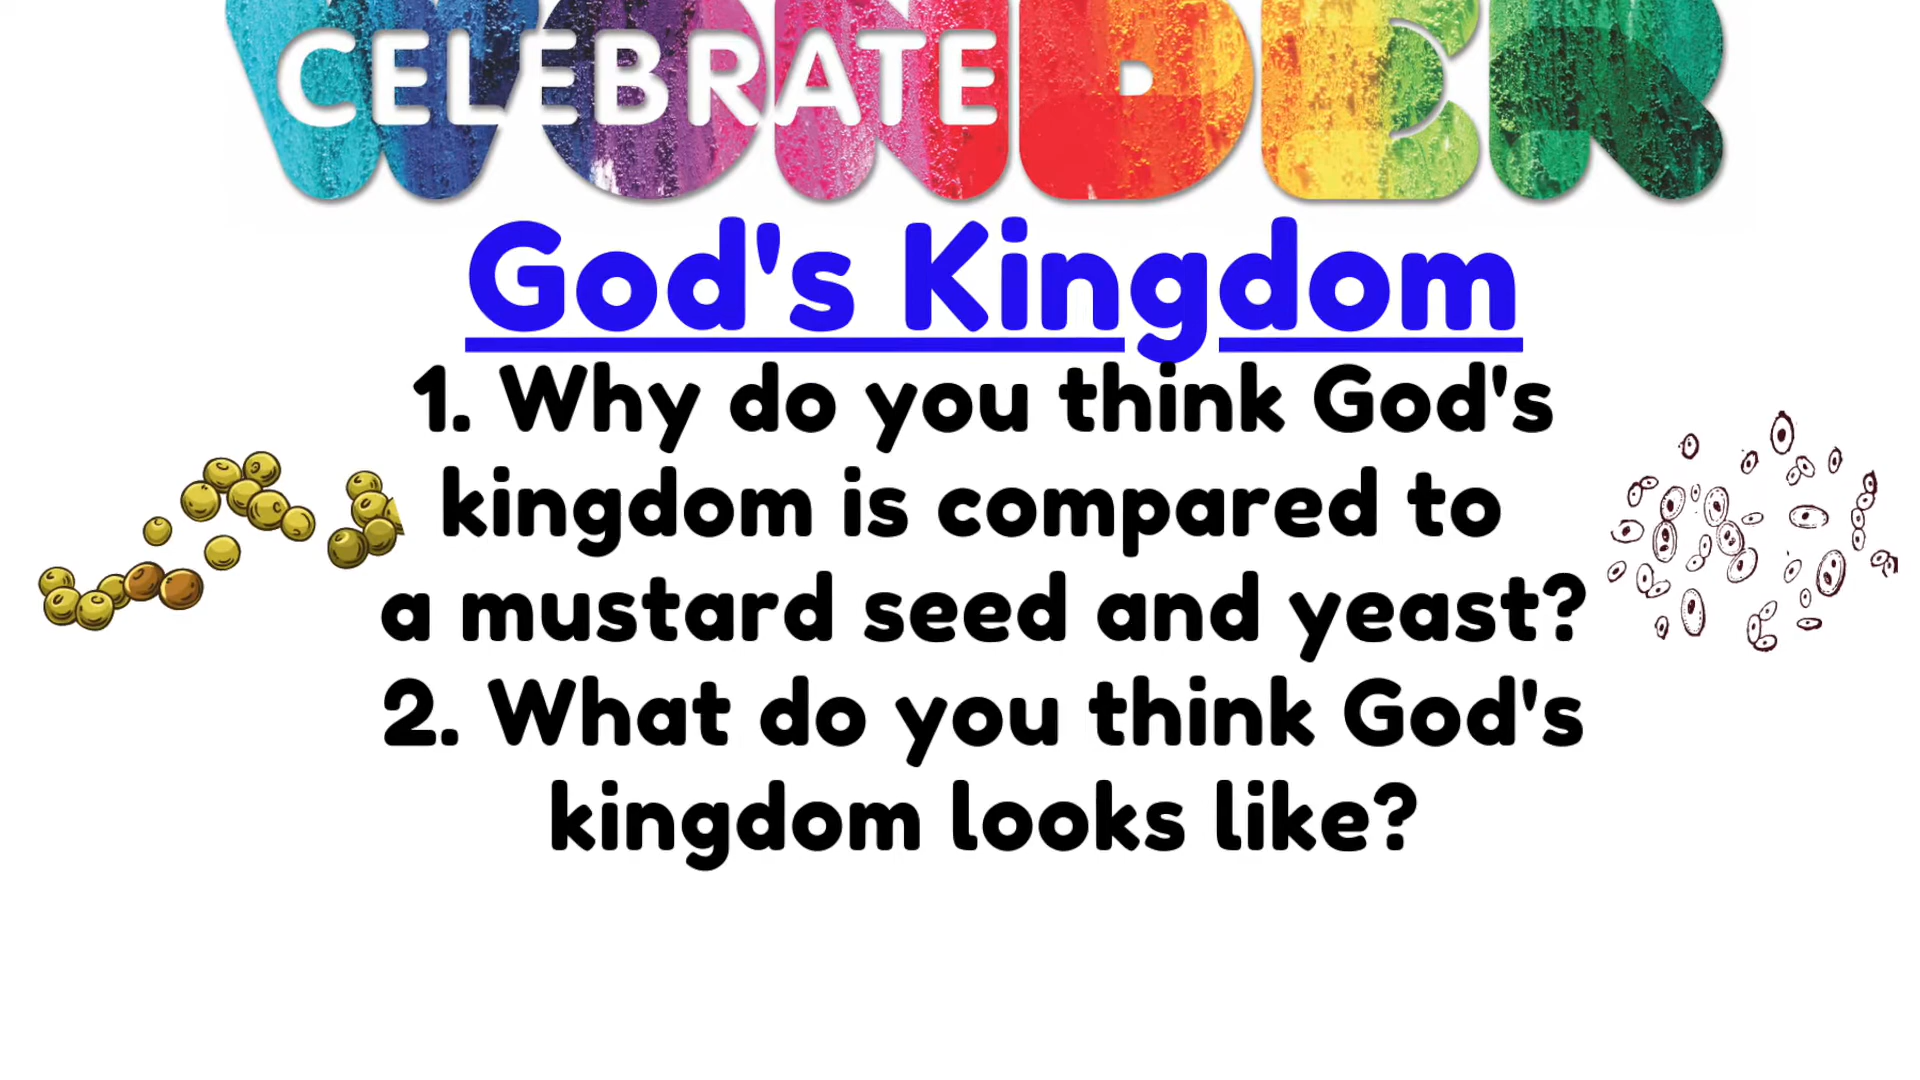 CELEBRATE
WONDER
God's Kingdom
1. Why do you think God's
kingdom is compared to
a mustard seed and yeast?
2. What do you think God's
kingdom looks like?